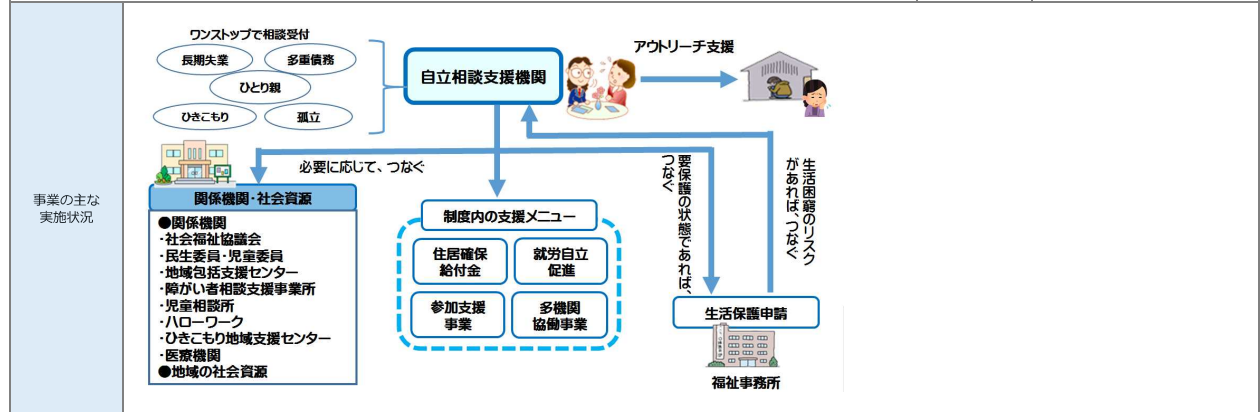 事業の主な
実施状況
ワンストップで相談受付
長期失業
多重債務
ひとり親
ひきこもり
孤立
自立相談支援機関
アウトリーチ支援
必要に応じて、つなぐ
要保護の状態であれば、
つなぐ
生活困窮のリスク
があれば、つなぐ
関係機関・社会資源
●関係機関
・社会福祉協議会
・民生委員・児童委員
・地域包括支援センター
・障がい者相談支援事業所
・児童相談所
・ハローワーク
・ひきこもり地域支援センター
・医療機関
●地域の社会資源
制度内の支援メニュー
住居確保
給付金
就労自立
促進
参加支援
事業
多機関
協働事業
生活保護申請
福祉事務所